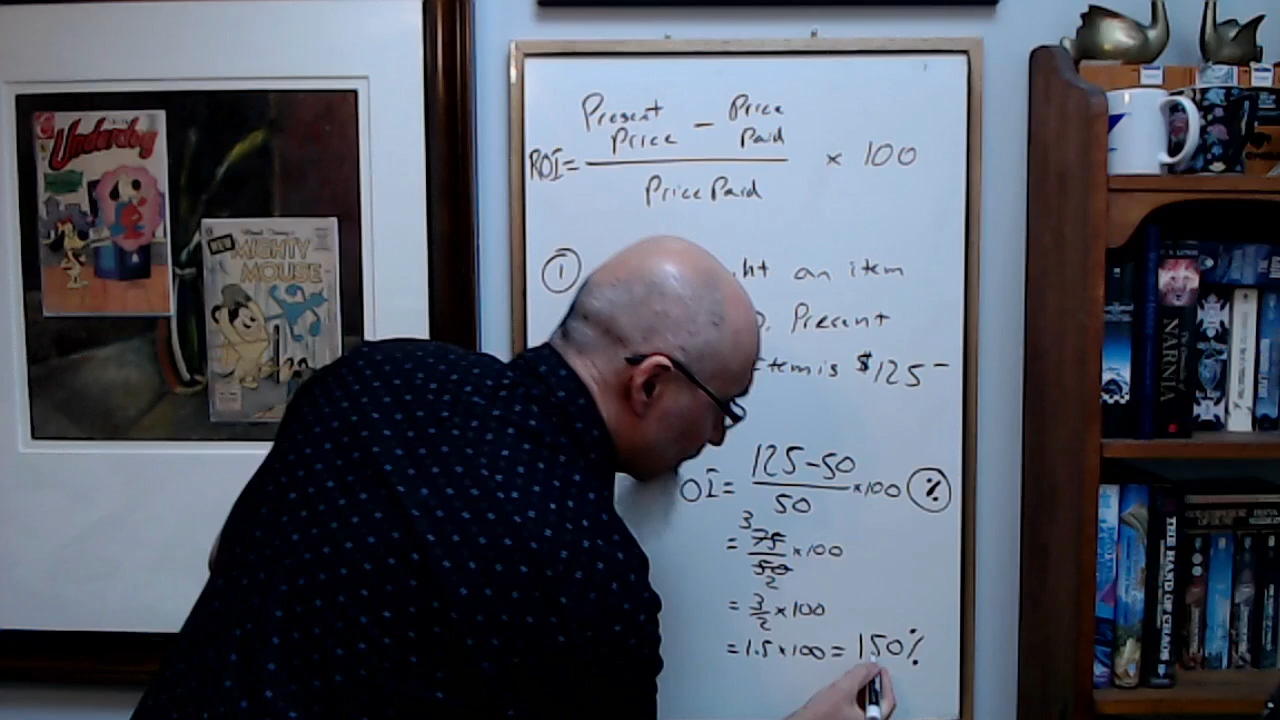 Present Price
Price - Paid
ROI= × 100
Price Paid
① ht an item
Present
item is $125-
OI= 125-50 ×100 %
50
3
= 75 ×100
50
2
= 3 ×100
2
= 1.5 ×100 = 150%
Underdog
NEW
MIGHTY
MOUSE
NARNIA
THE HAND OF CHAOS